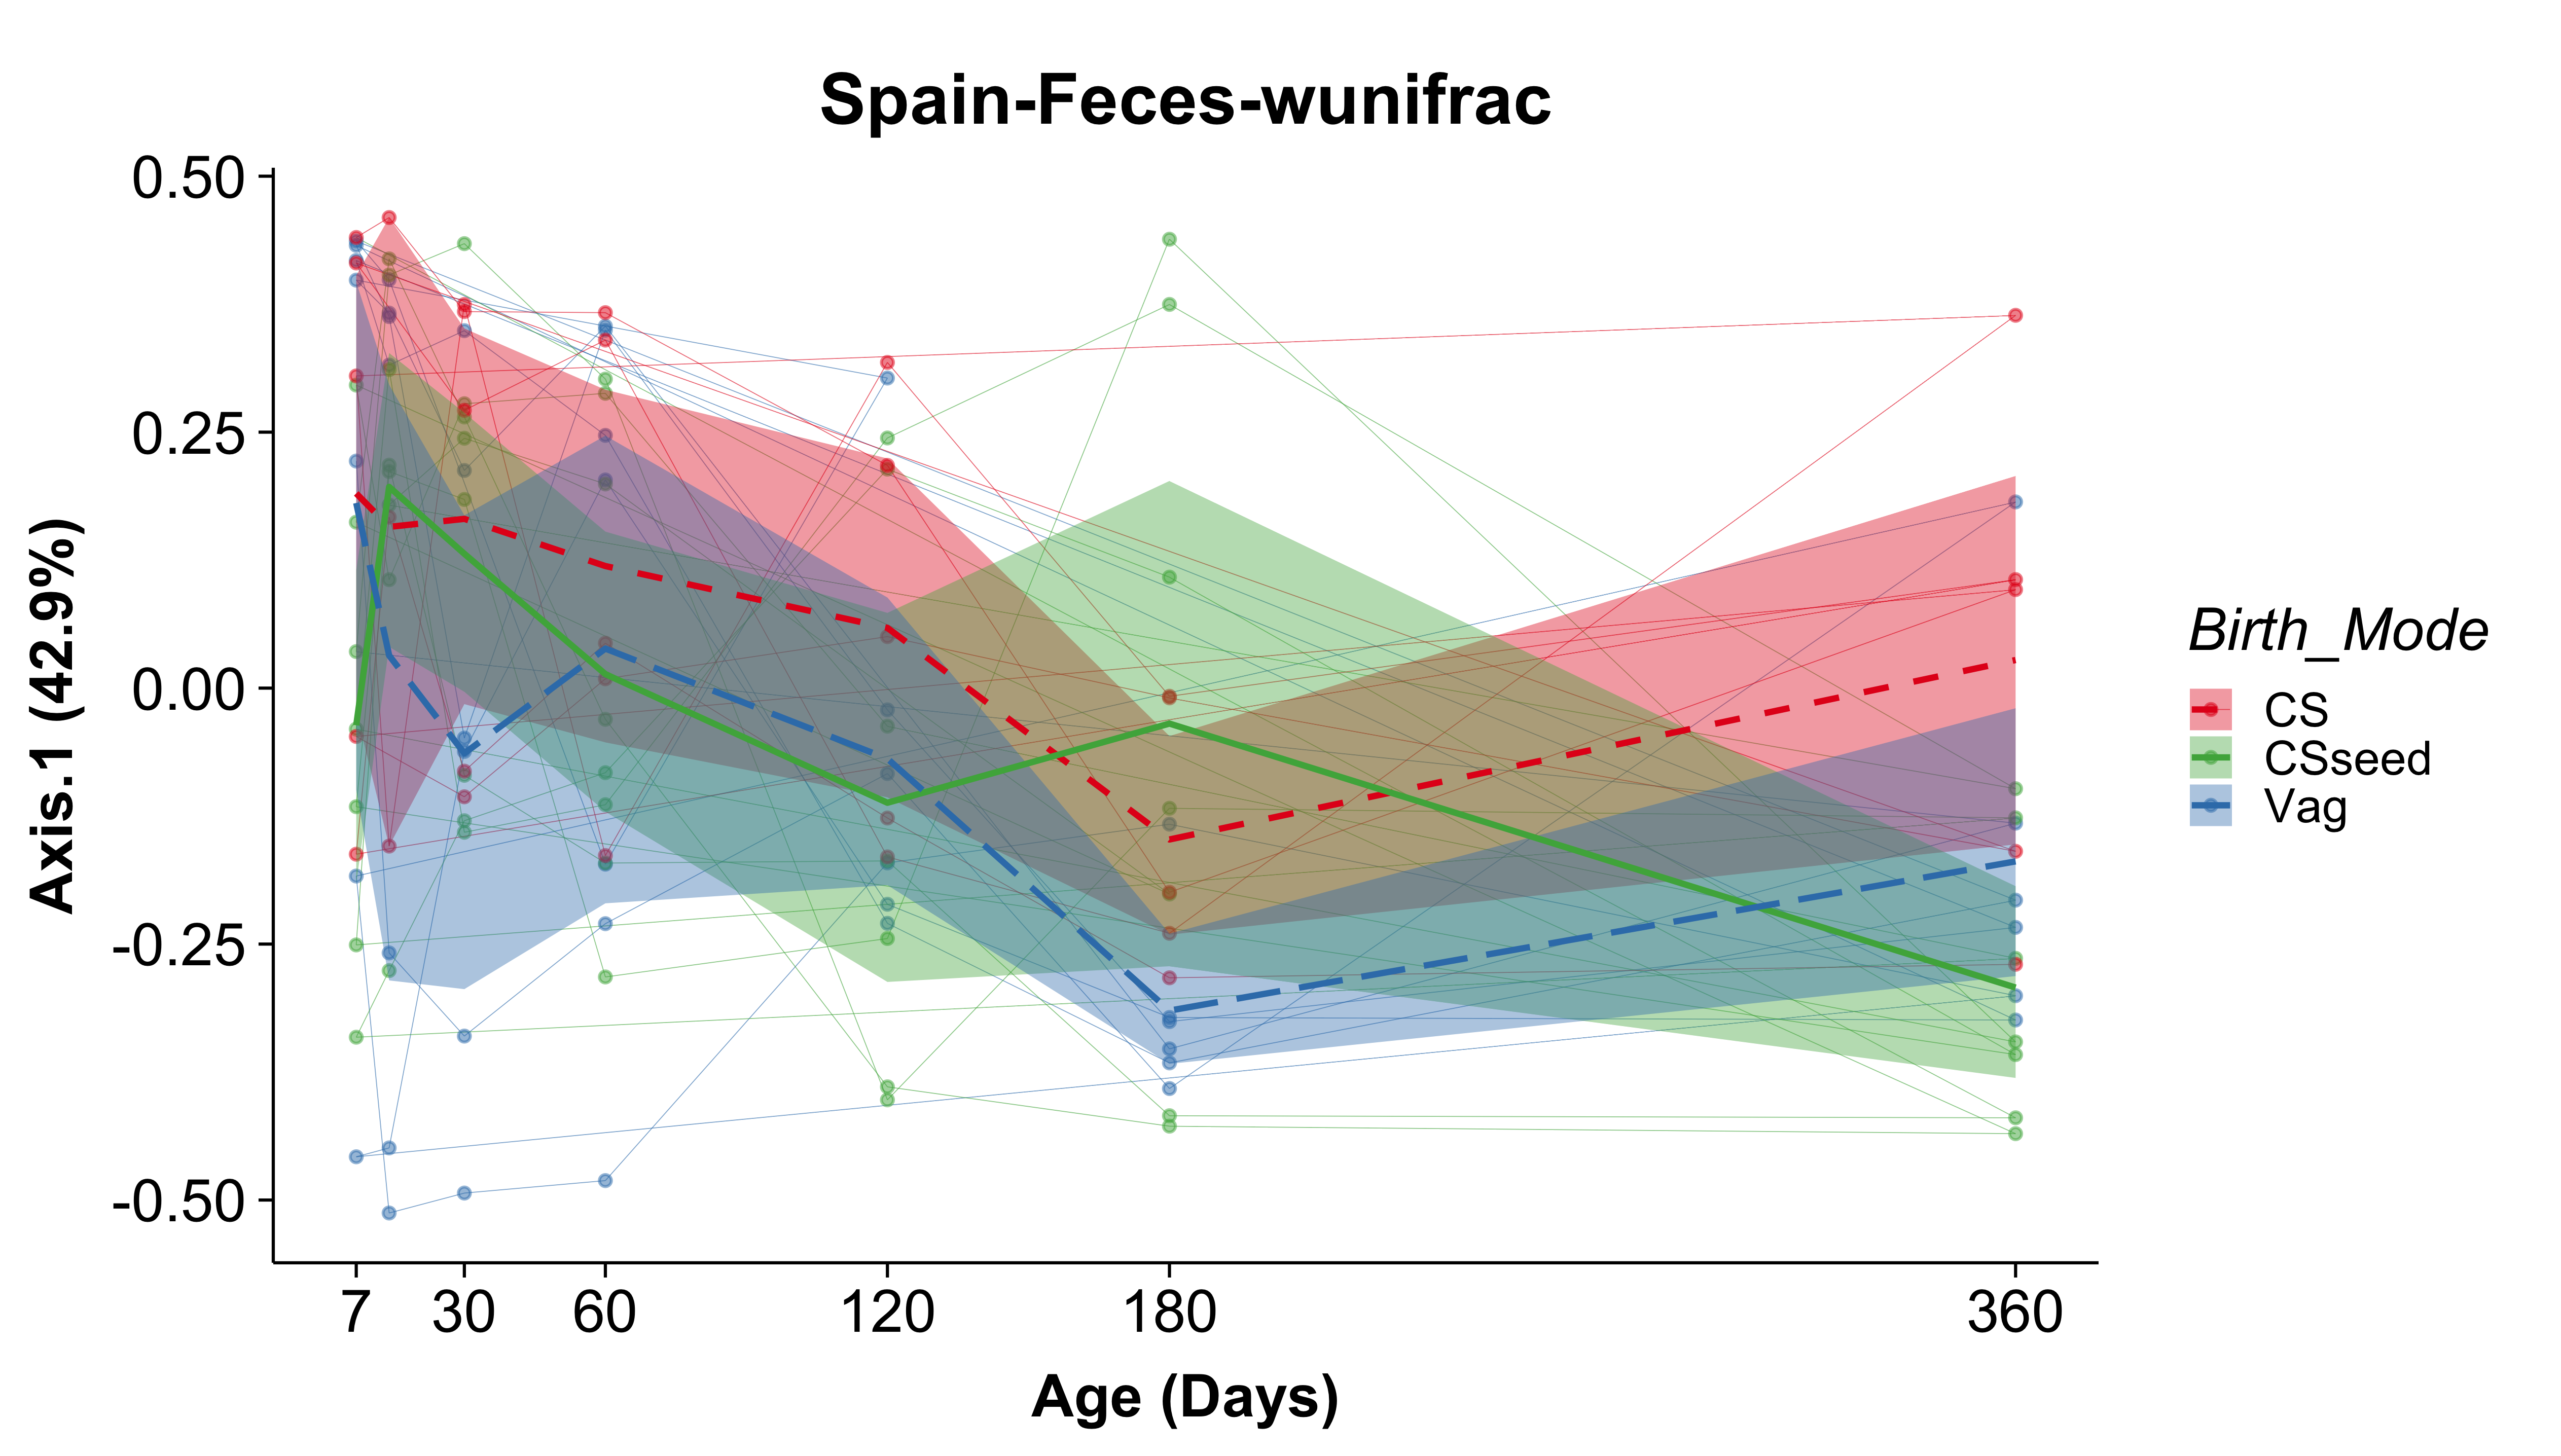 Spain-Feces-wunifrac
Axis.1 (42.9%)
0.50
0.25
0.00
-0.25
-0.50
7 30 60 120 180 360
Age (Days)
Birth_Mode
CS
CSseed
Vag